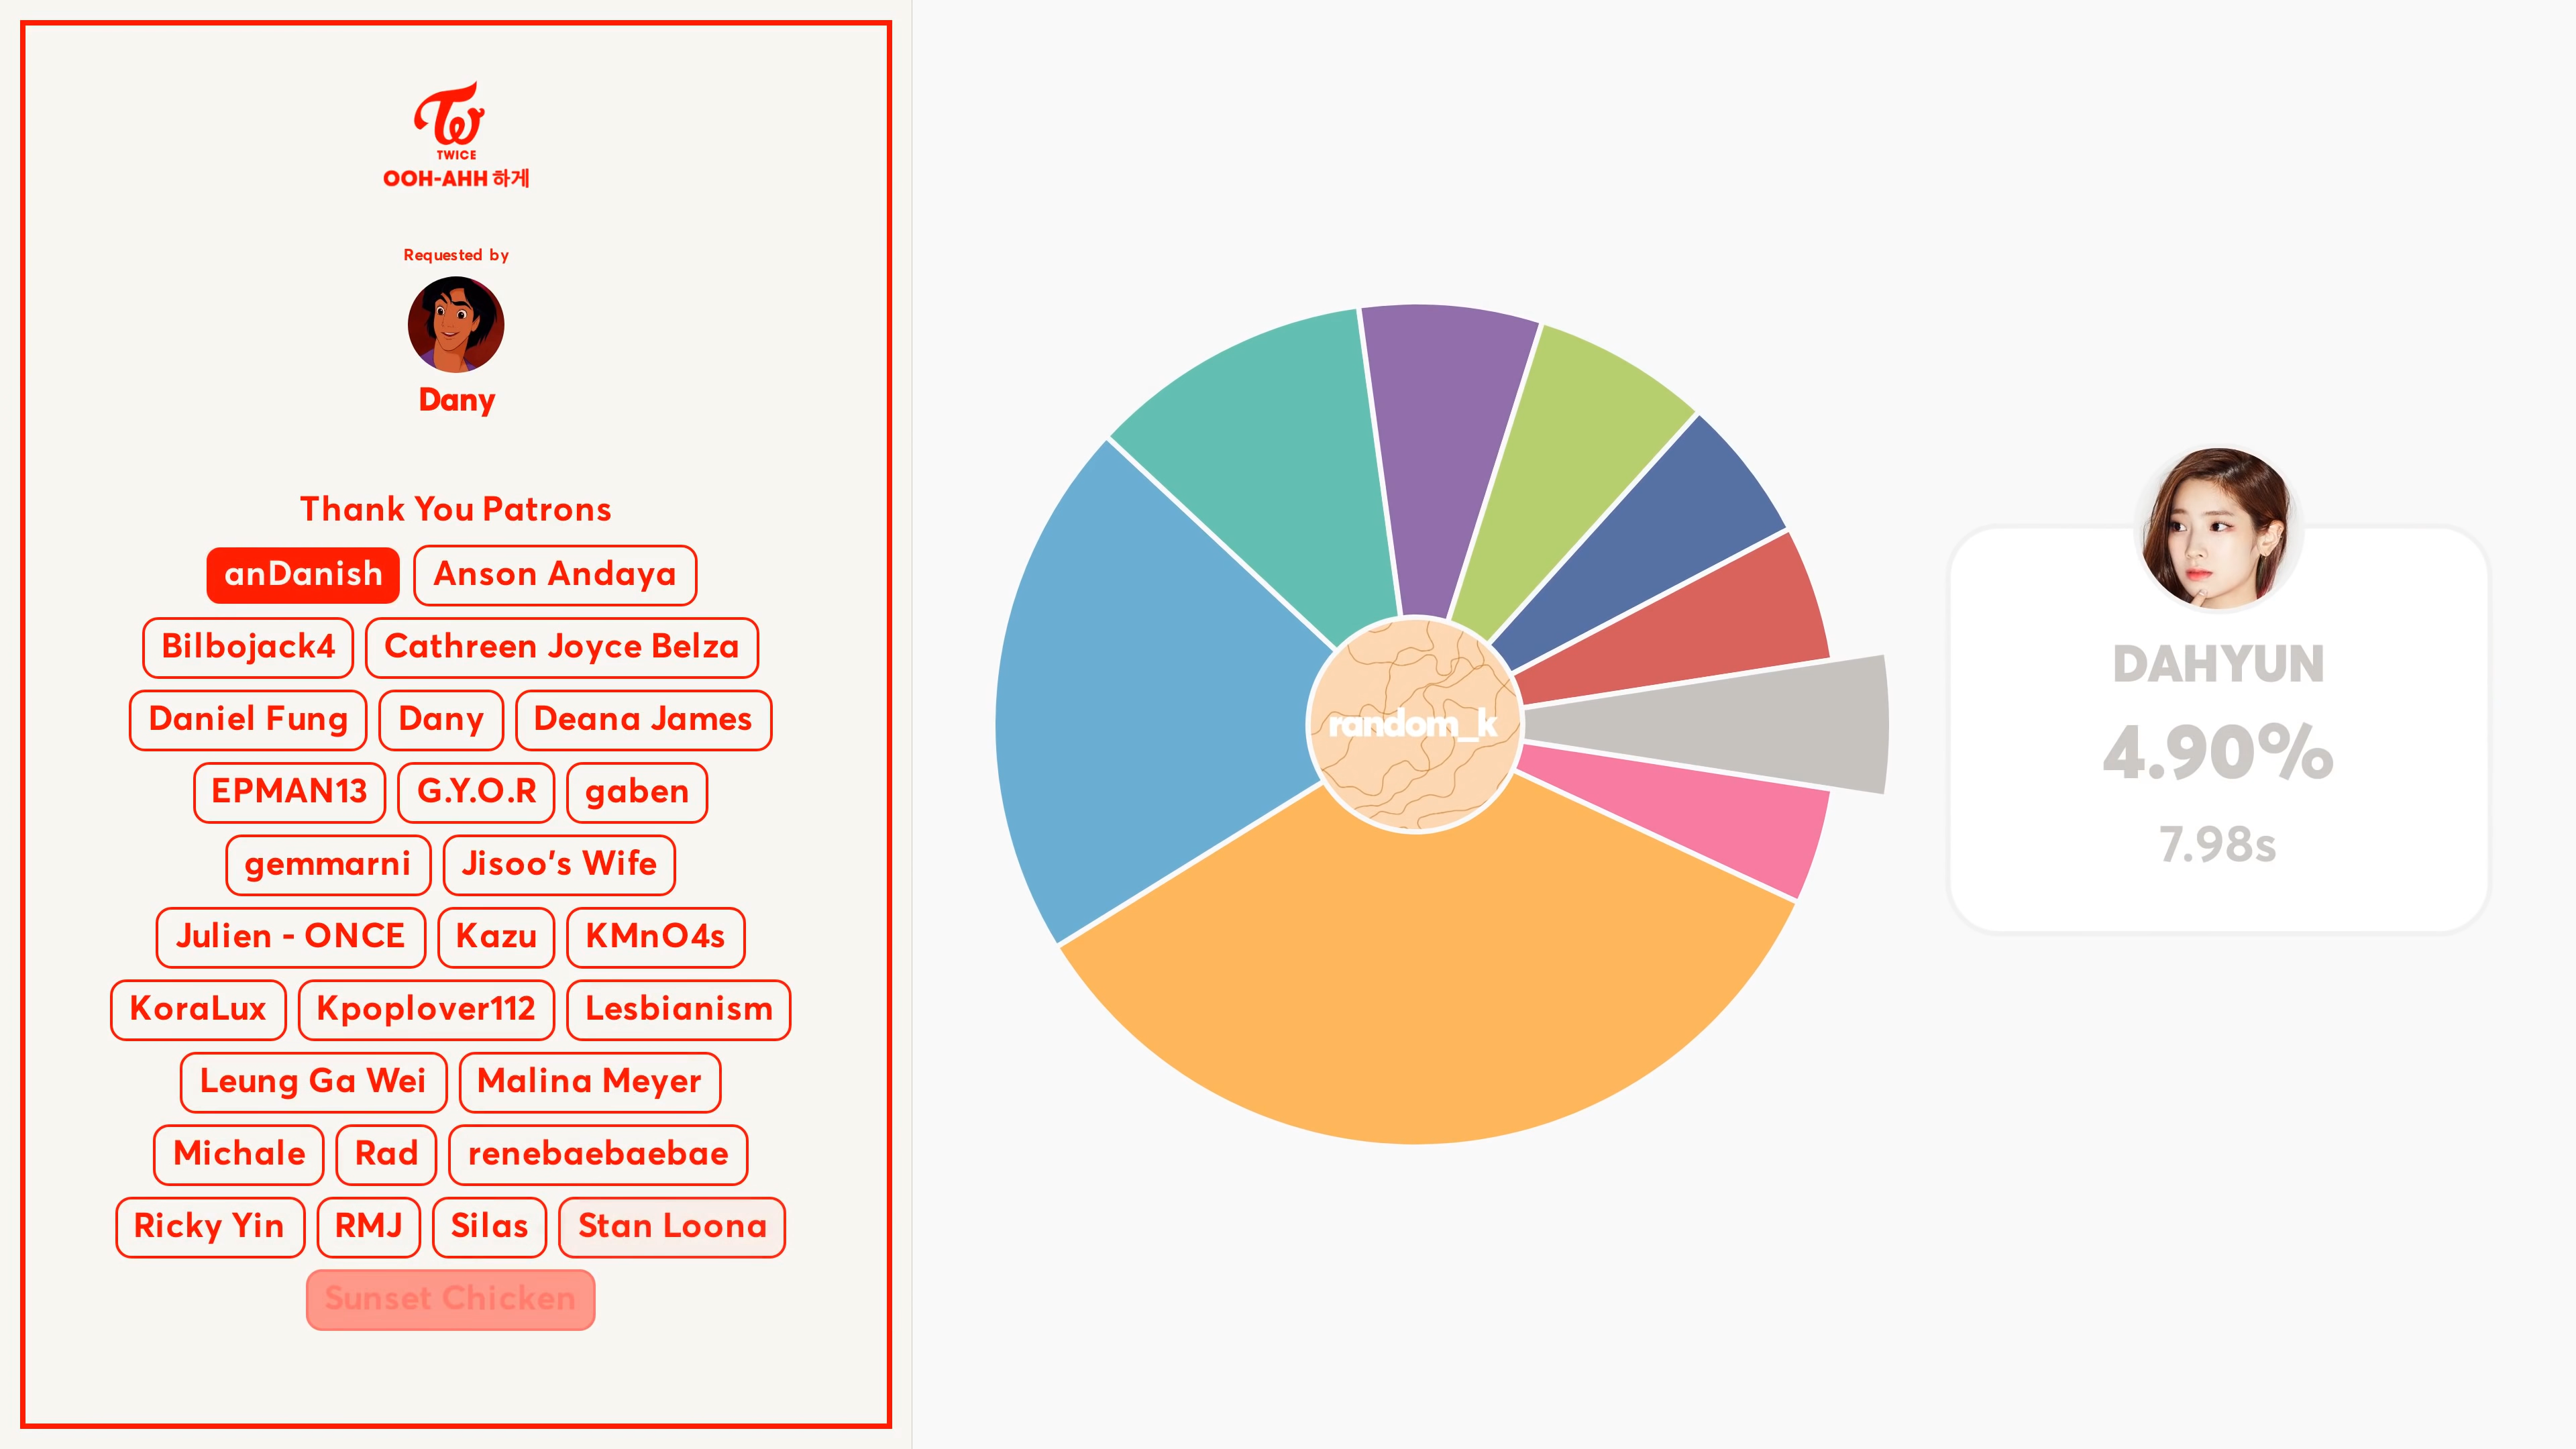 Tw
TWICE
OOH-AHH 하게
Requested by
Dany
Thank You Patrons
anDanish Anson Andaya
Bilbojack4 Cathreen Joyce Belza
Daniel Fung Dany Deana James
EPMAN13 G.Y.O.R gaben
gemmarni Jisoo's Wife
Julien - ONCE Kazu KMnO4s
KoraLux Kpoplover112 Lesbianism
Leung Ga Wei Malina Meyer
Michale Rad renebaebaebae
Ricky Yin RMJ Silas Stan Loona
Sunset Chicken
random_k
DAHYUN
4.90%
7.98s